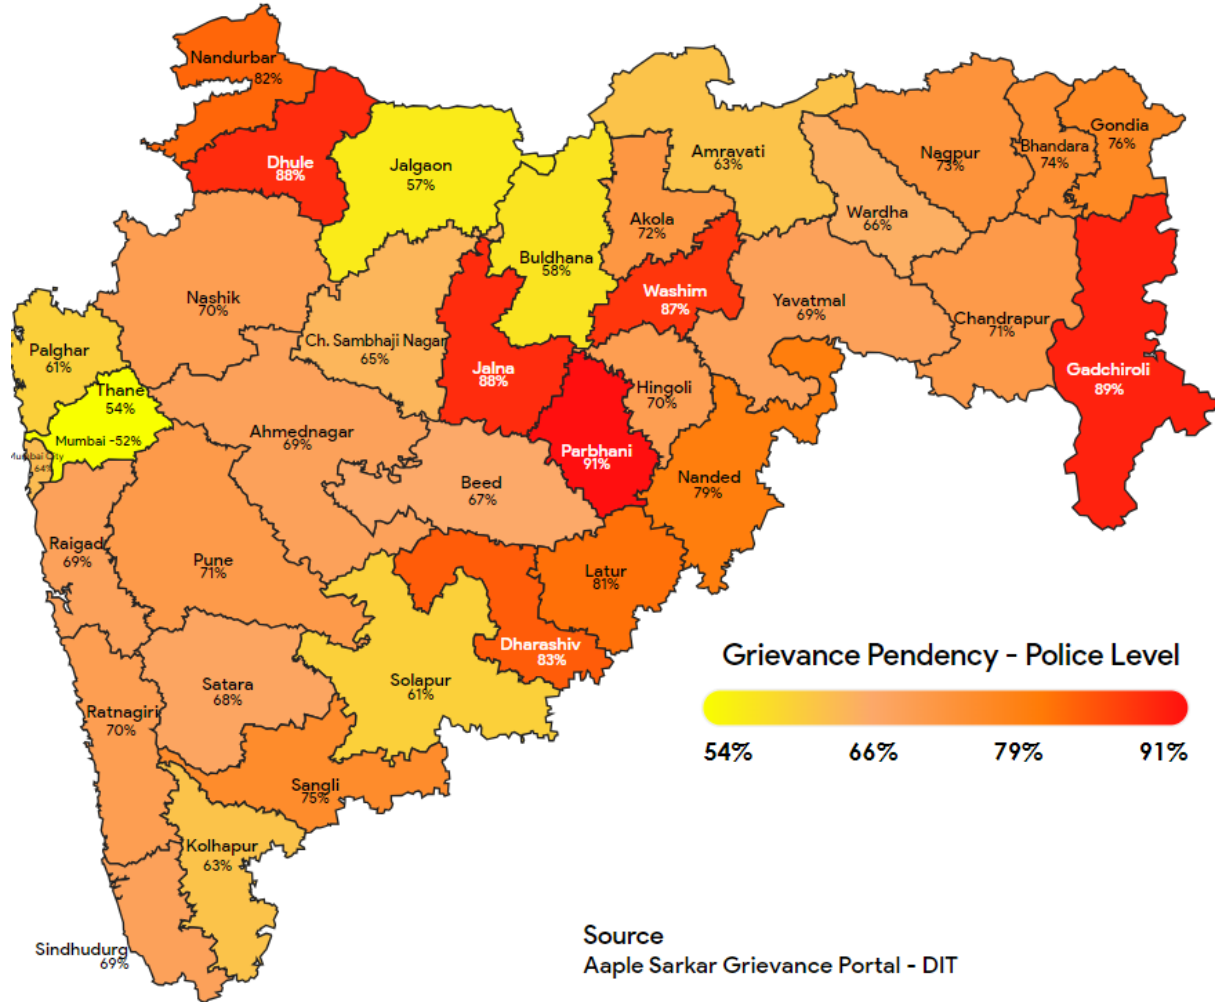 Nandurbar
82%
Dhule
88%
Jalgaon
57%
Buldhana
58%
Amravati
63%
Akola
72%
Washim
87%
Nagpur
73%
Bhandara
74%
Gondia
76%
Wardha
66%
Yavatmal
69%
Chandrapur
71%
Gadchiroli
89%
Nashik
70%
Ch. Sambhaji Nagar
65%
Jalna
88%
Hingoli
70%
Parbhani
91%
Nanded
79%
Palghar
61%
Thane
54%
Mumbai -52%
City
64%
Ahmednagar
69%
Beed
67%
Raigad
69%
Pune
71%
Latur
81%
Dharashiv
83%
Solapur
61%
Satara
68%
Ratnagiri
70%
Sangli
75%
Kolhapur
63%
Sindhudurg
69%
Grievance Pendency - Police Level
54% 66% 79% 91%
Source
Aaple Sarkar Grievance Portal - DIT